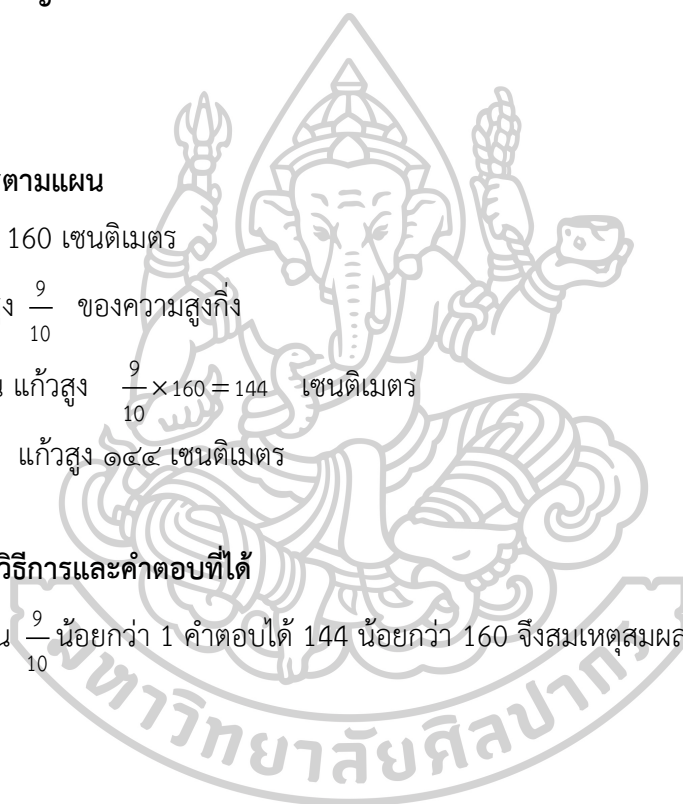 ตามแผน
160 เซนติเมตร
9/10 ของความสูงกิ่ง
แก้วสูง 9/10 × 160 = 144 เซนติเมตร
แก้วสูง ๑๔๔ เซนติเมตร
วิธีการและคำตอบที่ได้
9/10 น้อยกว่า 1 คำตอบได้ 144 น้อยกว่า 160 จึงสมเหตุสมผล
มหาวิทยาลัยศิลปากร